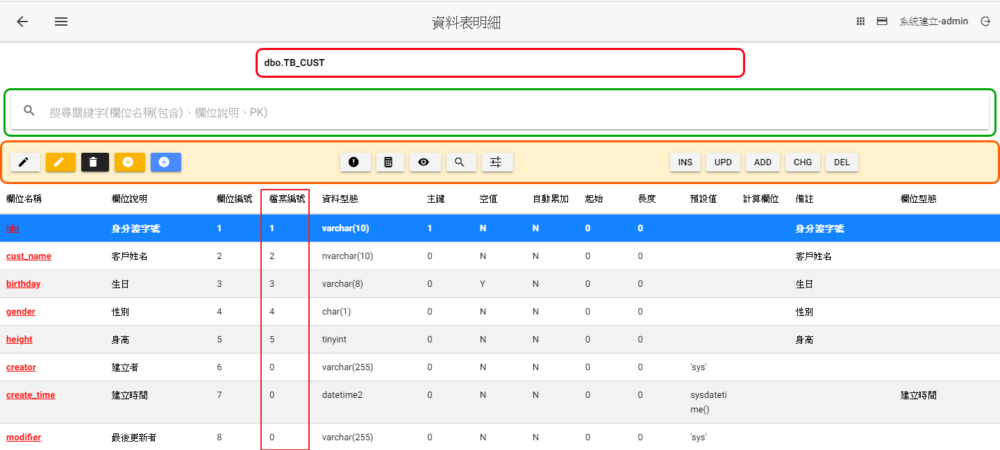 資料表明細
系統建立-admin
dbo.TB_CUST
搜尋關鍵字(欄位名稱(包含)、欄位說明、PK)
INS UPD ADD CHG DEL
欄位名稱 欄位說明 欄位編號 檔案編號 資料型態 主鍵 空值 自動累加 起始 長度 預設值 計算欄位 備註 欄位型態
idn 身分證字號 1 1 varchar(10) 1 N N 0 0 身分證字號
cust_name 客戶姓名 2 2 nvarchar(10) 0 N N 0 0 客戶姓名
birthday 生日 3 3 varchar(8) 0 Y N 0 0 生日
gender 性別 4 4 char(1) 0 N N 0 0 性別
height 身高 5 5 tinyint 0 N N 0 0 身高
creator 建立者 6 0 varchar(255) 0 N N 0 0 'sys'
create_time 建立時間 7 0 datetime2 0 N N 0 0 sysdateti 建立時間
me()
modifier 最後更新者 8 0 varchar(255) 0 N N 0 0 'sys'